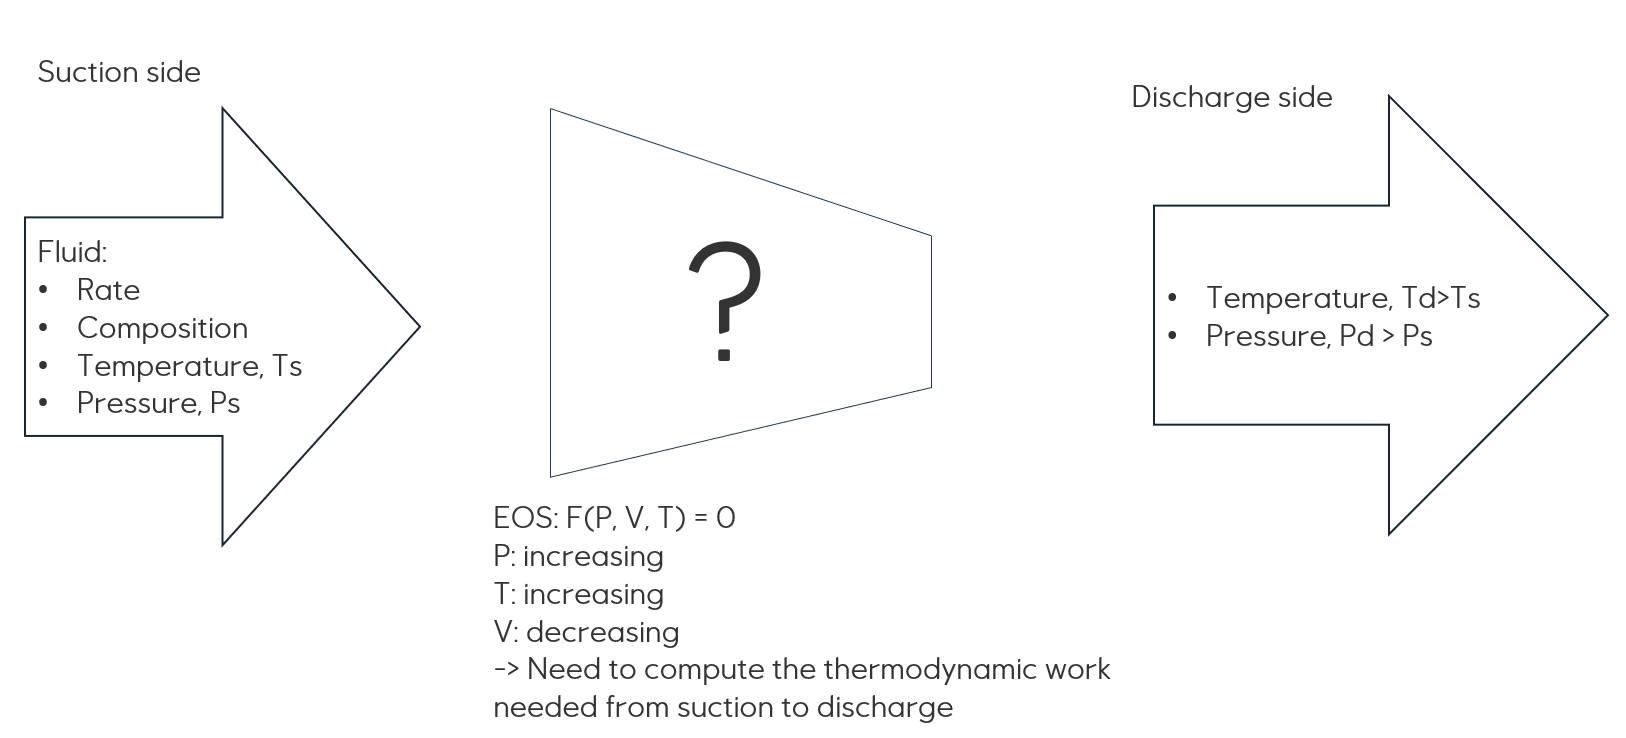 Suction side
Fluid:
• Rate
• Composition
• Temperature, Ts
• Pressure, Ps
?
EOS: F(P, V, T) = 0
P: increasing
T: increasing
V: decreasing
-> Need to compute the thermodynamic work
needed from suction to discharge
Discharge side
• Temperature, Td>Ts
• Pressure, Pd > Ps